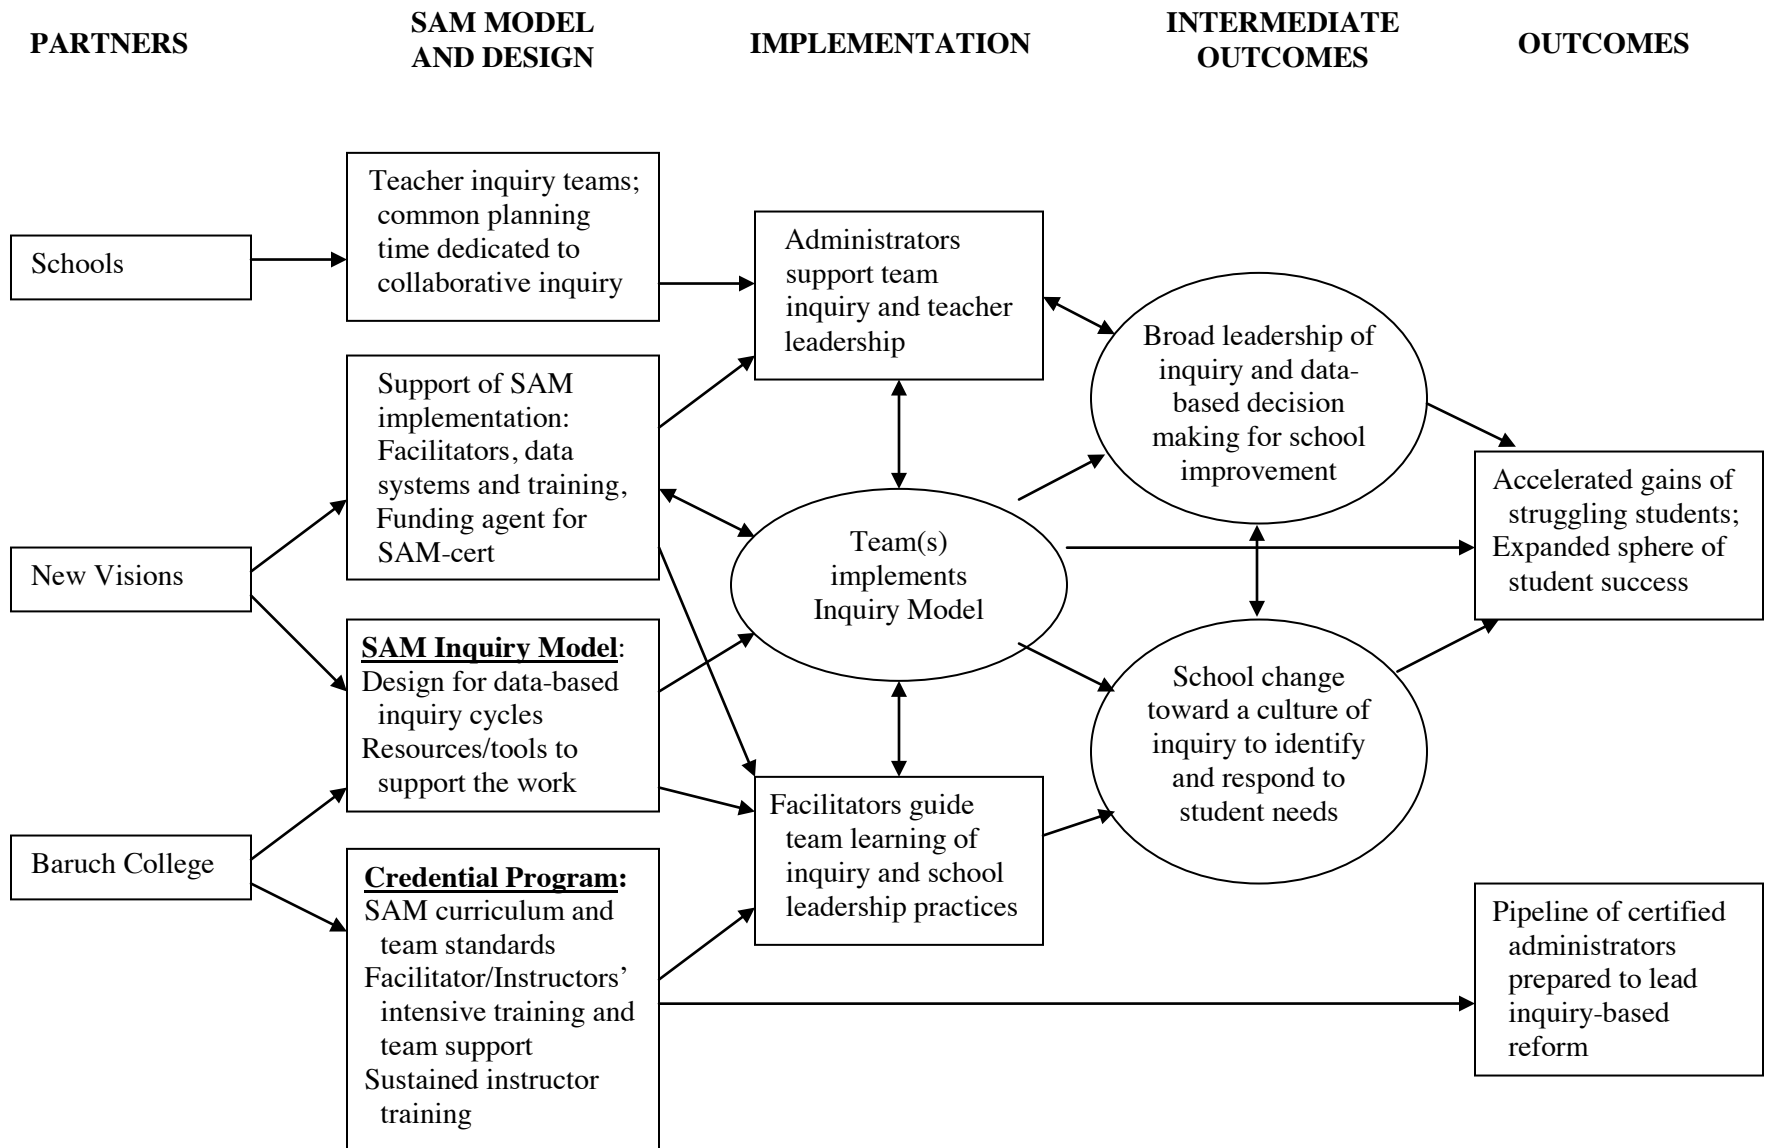 PARTNERS
SAM MODEL
AND DESIGN
IMPLEMENTATION
INTERMEDIATE
OUTCOMES
OUTCOMES
Schools
New Visions
Baruch College
Teacher inquiry teams;
common planning
time dedicated to
collaborative inquiry
Support of SAM
implementation:
Facilitators, data
systems and training,
Funding agent for
SAM-cert
SAM Inquiry Model:
Design for data-based
inquiry cycles
Resources/tools to
support the work
Credential Program:
SAM curriculum and
team standards
Facilitator/Instructors’
intensive training and
team support
Sustained instructor
training
Administrators
support team
inquiry and teacher
leadership
Team(s)
implements
Inquiry Model
Facilitators guide
team learning of
inquiry and school
leadership practices
Broad leadership of
inquiry and data-
based decision
making for school
improvement
School change
toward a culture of
inquiry to identify
and respond to
student needs
Accelerated gains of
struggling students;
Expanded sphere of
student success
Pipeline of certified
administrators
prepared to lead
inquiry-based
reform